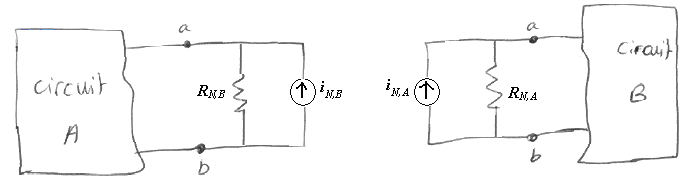 a
circuit
A
R_N,B
i_N,B
b
a
circuit
B
i_N,A
R_N,A
b